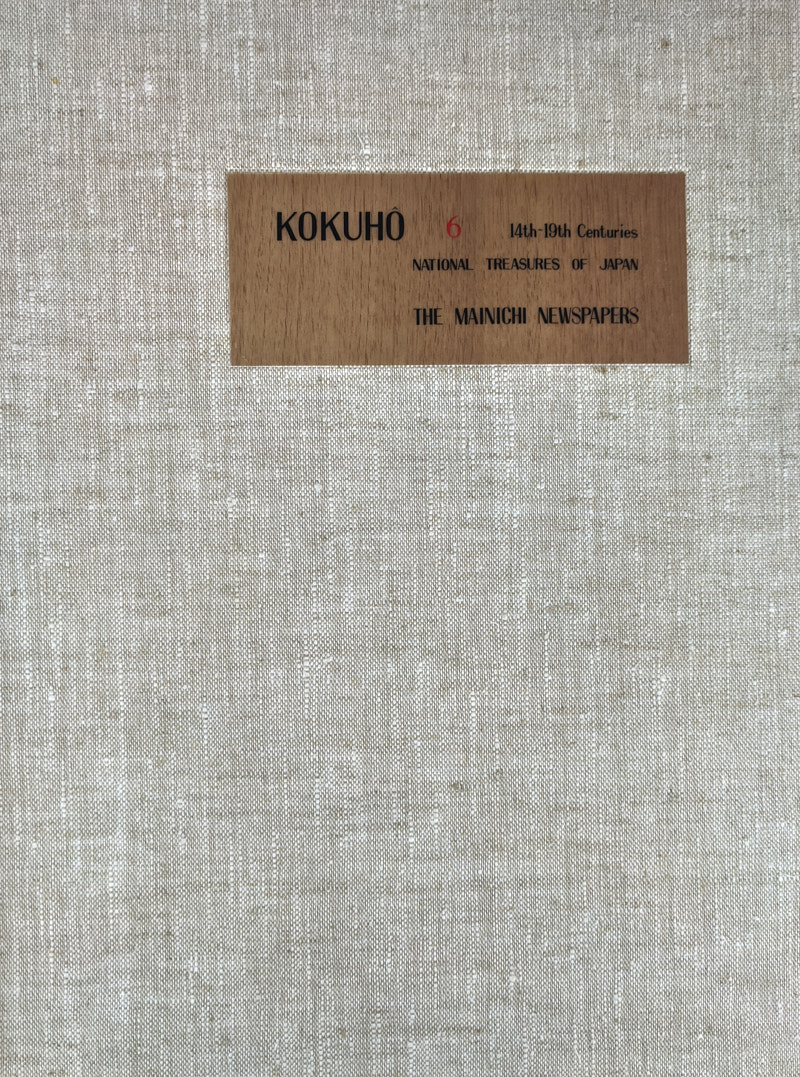 KOKUHÔ 6 14th-19th Centuries
NATIONAL TREASURES OF JAPAN
THE MAINICHI NEWSPAPERS